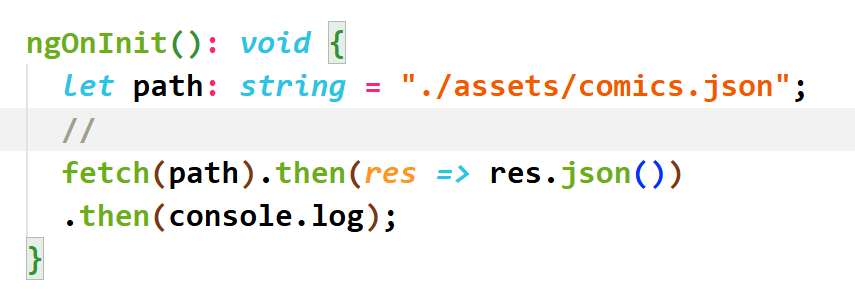 ngOnInit(): void {
let path: string = "./assets/comics.json";
//
fetch(path).then(res => res.json())
.then(console.log);
}